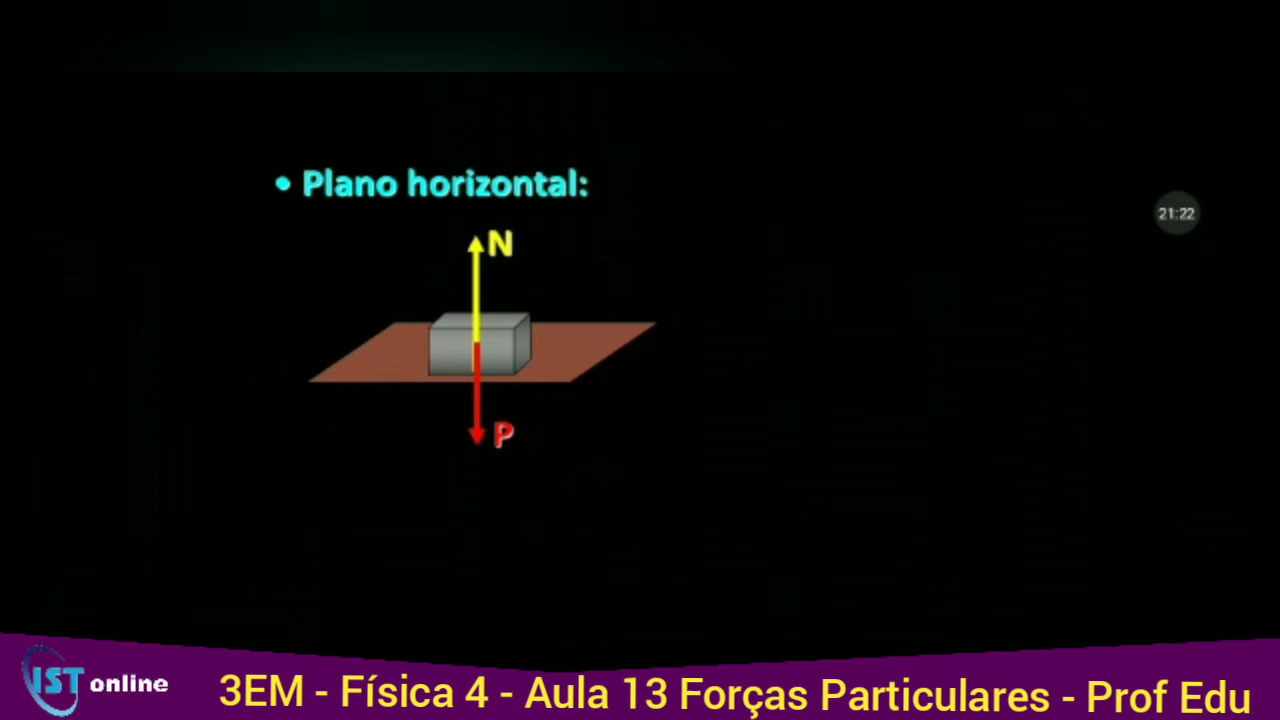 • Plano horizontal:
N
21:22
P
IST online
3EM - Física 4 - Aula 13 Forças Particulares - Prof Edu